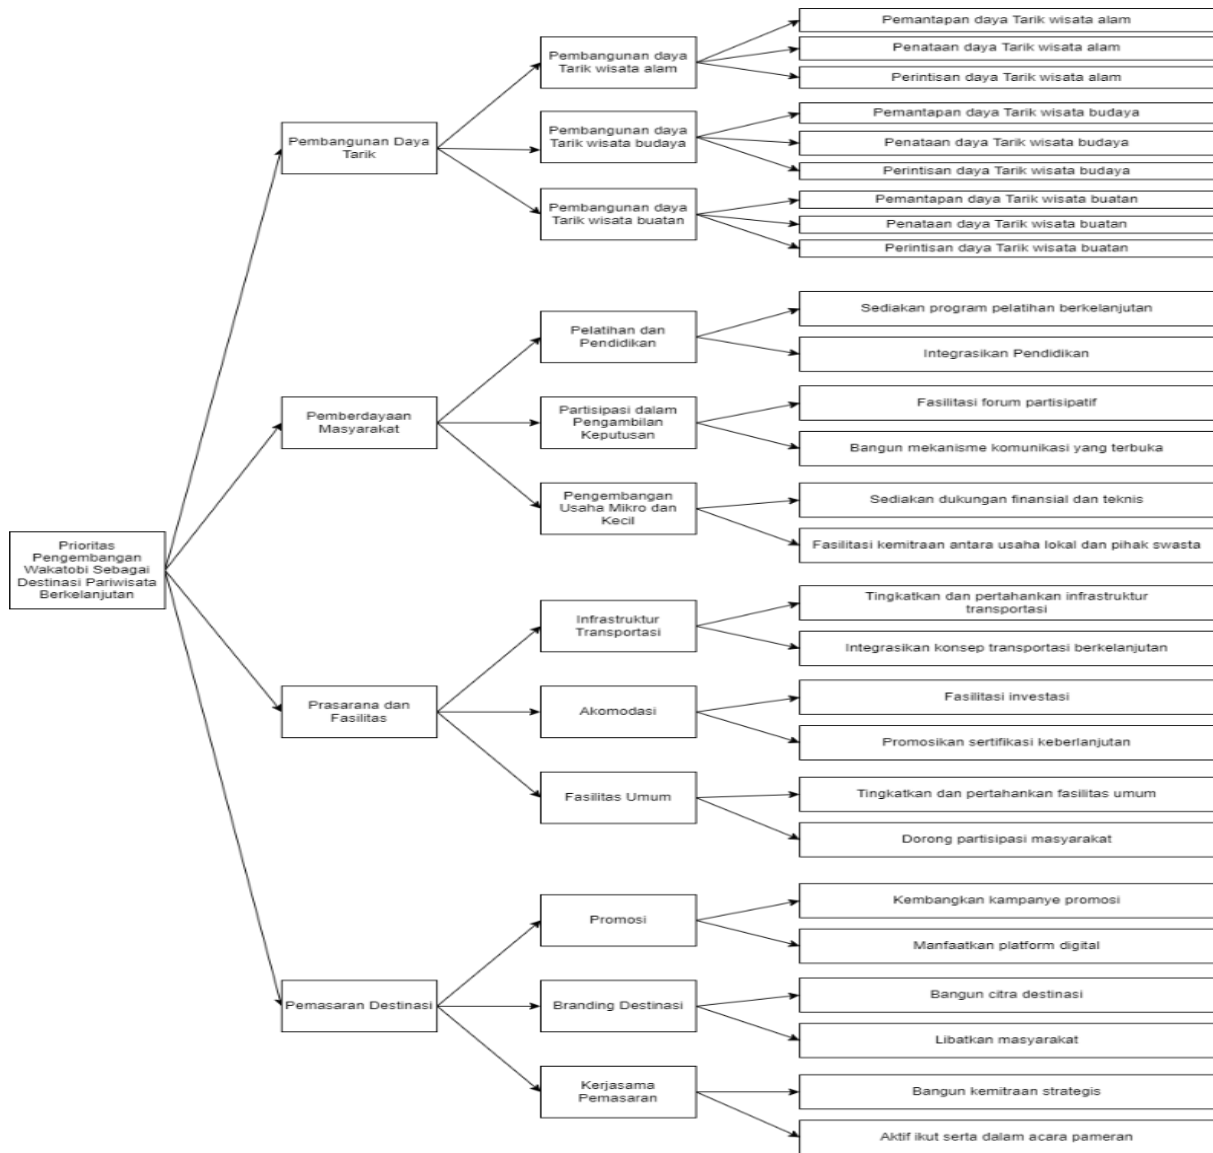 Prioritas
Pengembangan
Wakatobi Sebagai
Destinasi Pariwisata
Berkelanjutan
Pembangunan Daya
Tarik
Pembangunan daya
Tarik wisata alam
Pemantapan daya Tarik wisata alam
Penataan daya Tarik wisata alam
Perintisan daya Tarik wisata alam
Pembangunan daya
Tarik wisata budaya
Pemantapan daya Tarik wisata budaya
Penataan daya Tarik wisata budaya
Perintisan daya Tarik wisata budaya
Pembangunan daya
Tarik wisata buatan
Pemantapan daya Tarik wisata buatan
Penataan daya Tarik wisata buatan
Perintisan daya Tarik wisata buatan
Pemberdayaan
Masyarakat
Pelatihan dan
Pendidikan
Sediakan program pelatihan berkelanjutan
Integrasikan Pendidikan
Partisipasi dalam
Pengambilan
Keputusan
Fasilitasi forum partisipatif
Bangun mekanisme komunikasi yang terbuka
Pengembangan
Usaha Mikro dan
Kecil
Sediakan dukungan finansial dan teknis
Fasilitasi kemitraan antara usaha lokal dan pihak swasta
Prasarana dan
Fasilitas
Infrastruktur
Transportasi
Tingkatkan dan pertahankan infrastruktur
transportasi
Integrasikan konsep transportasi berkelanjutan
Akomodasi
Fasilitasi investasi
Promosikan sertifikasi keberlanjutan
Fasilitas Umum
Tingkatkan dan pertahankan fasilitas umum
Dorong partisipasi masyarakat
Pemasaran Destinasi
Promosi
Kembangkan kampanye promosi
Manfaatkan platform digital
Branding Destinasi
Bangun citra destinasi
Libatkan masyarakat
Kerjasama
Pemasaran
Bangun kemitraan strategis
Aktif ikut serta dalam acara pameran